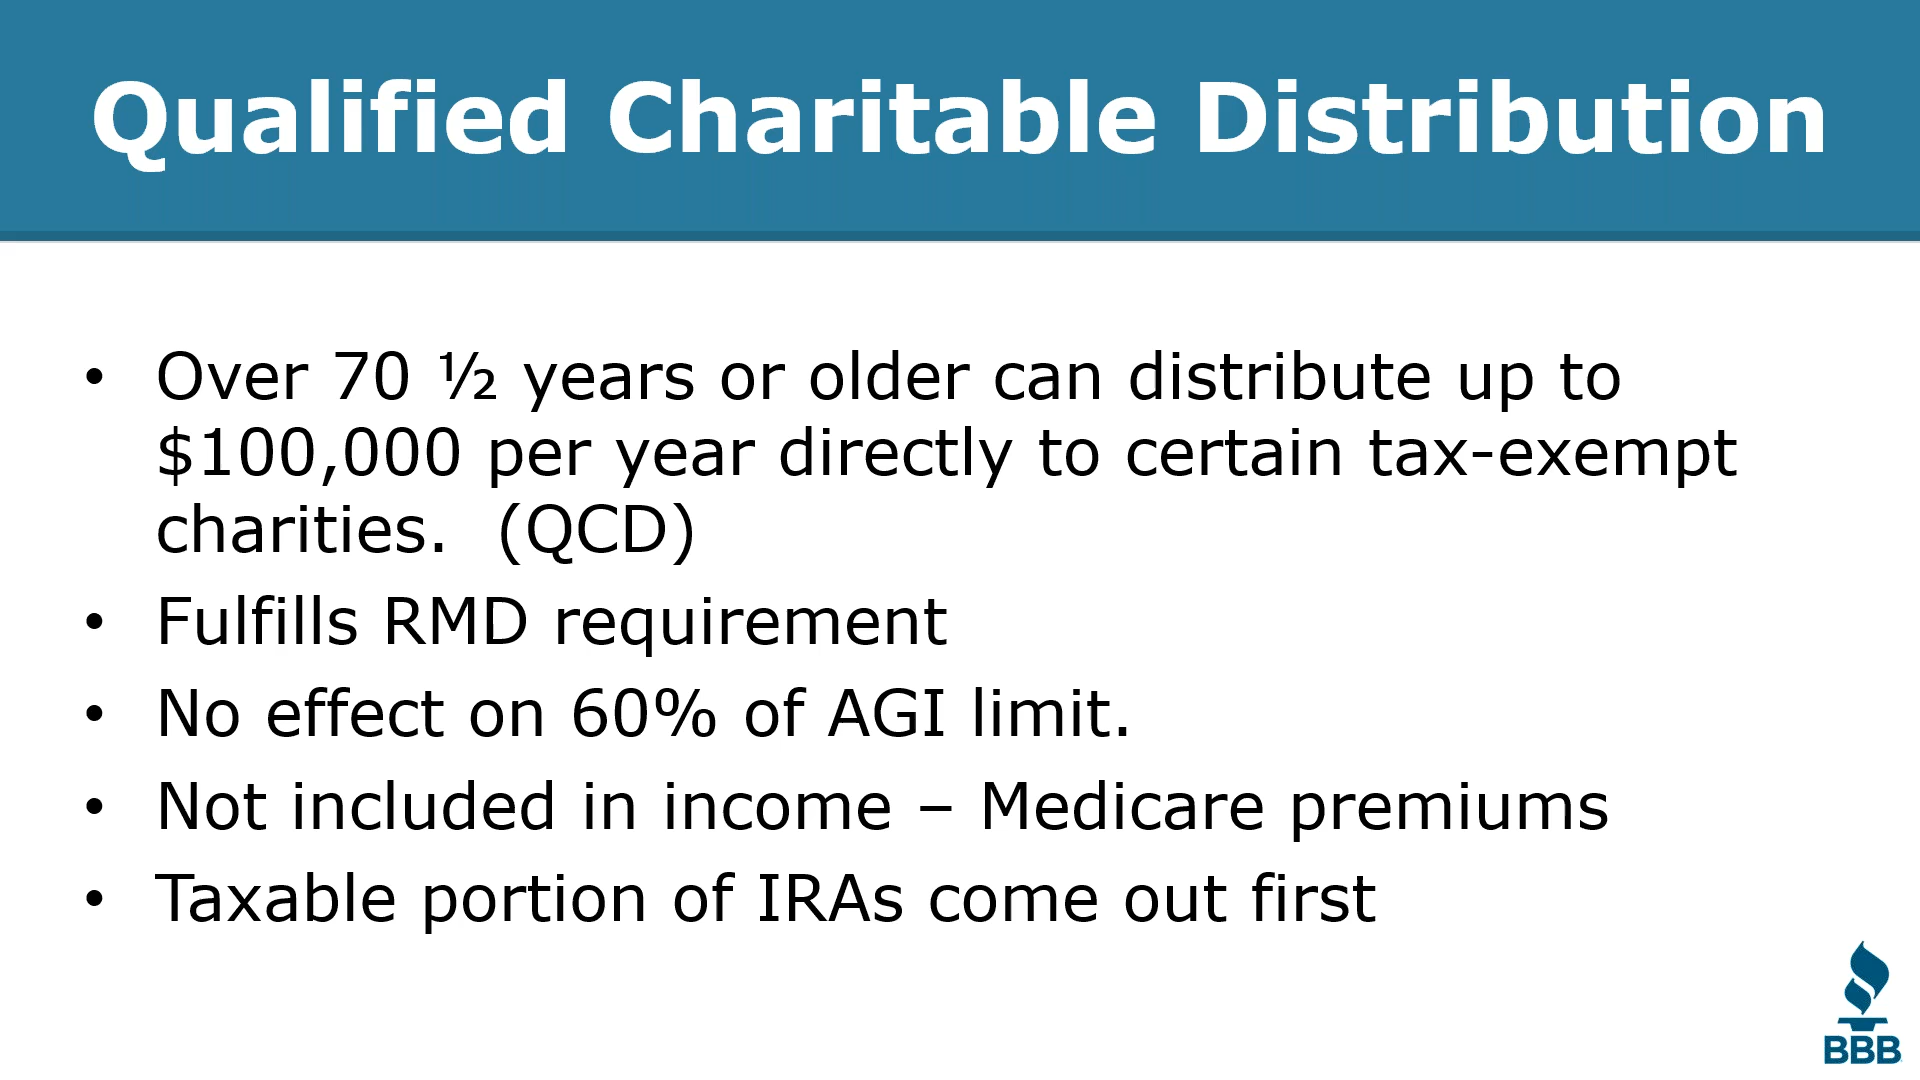 Qualified Charitable Distribution
• Over 70 ½ years or older can distribute up to
$100,000 per year directly to certain tax-exempt
charities.  (QCD)
• Fulfills RMD requirement
• No effect on 60% of AGI limit.
• Not included in income – Medicare premiums
• Taxable portion of IRAs come out first
BBB